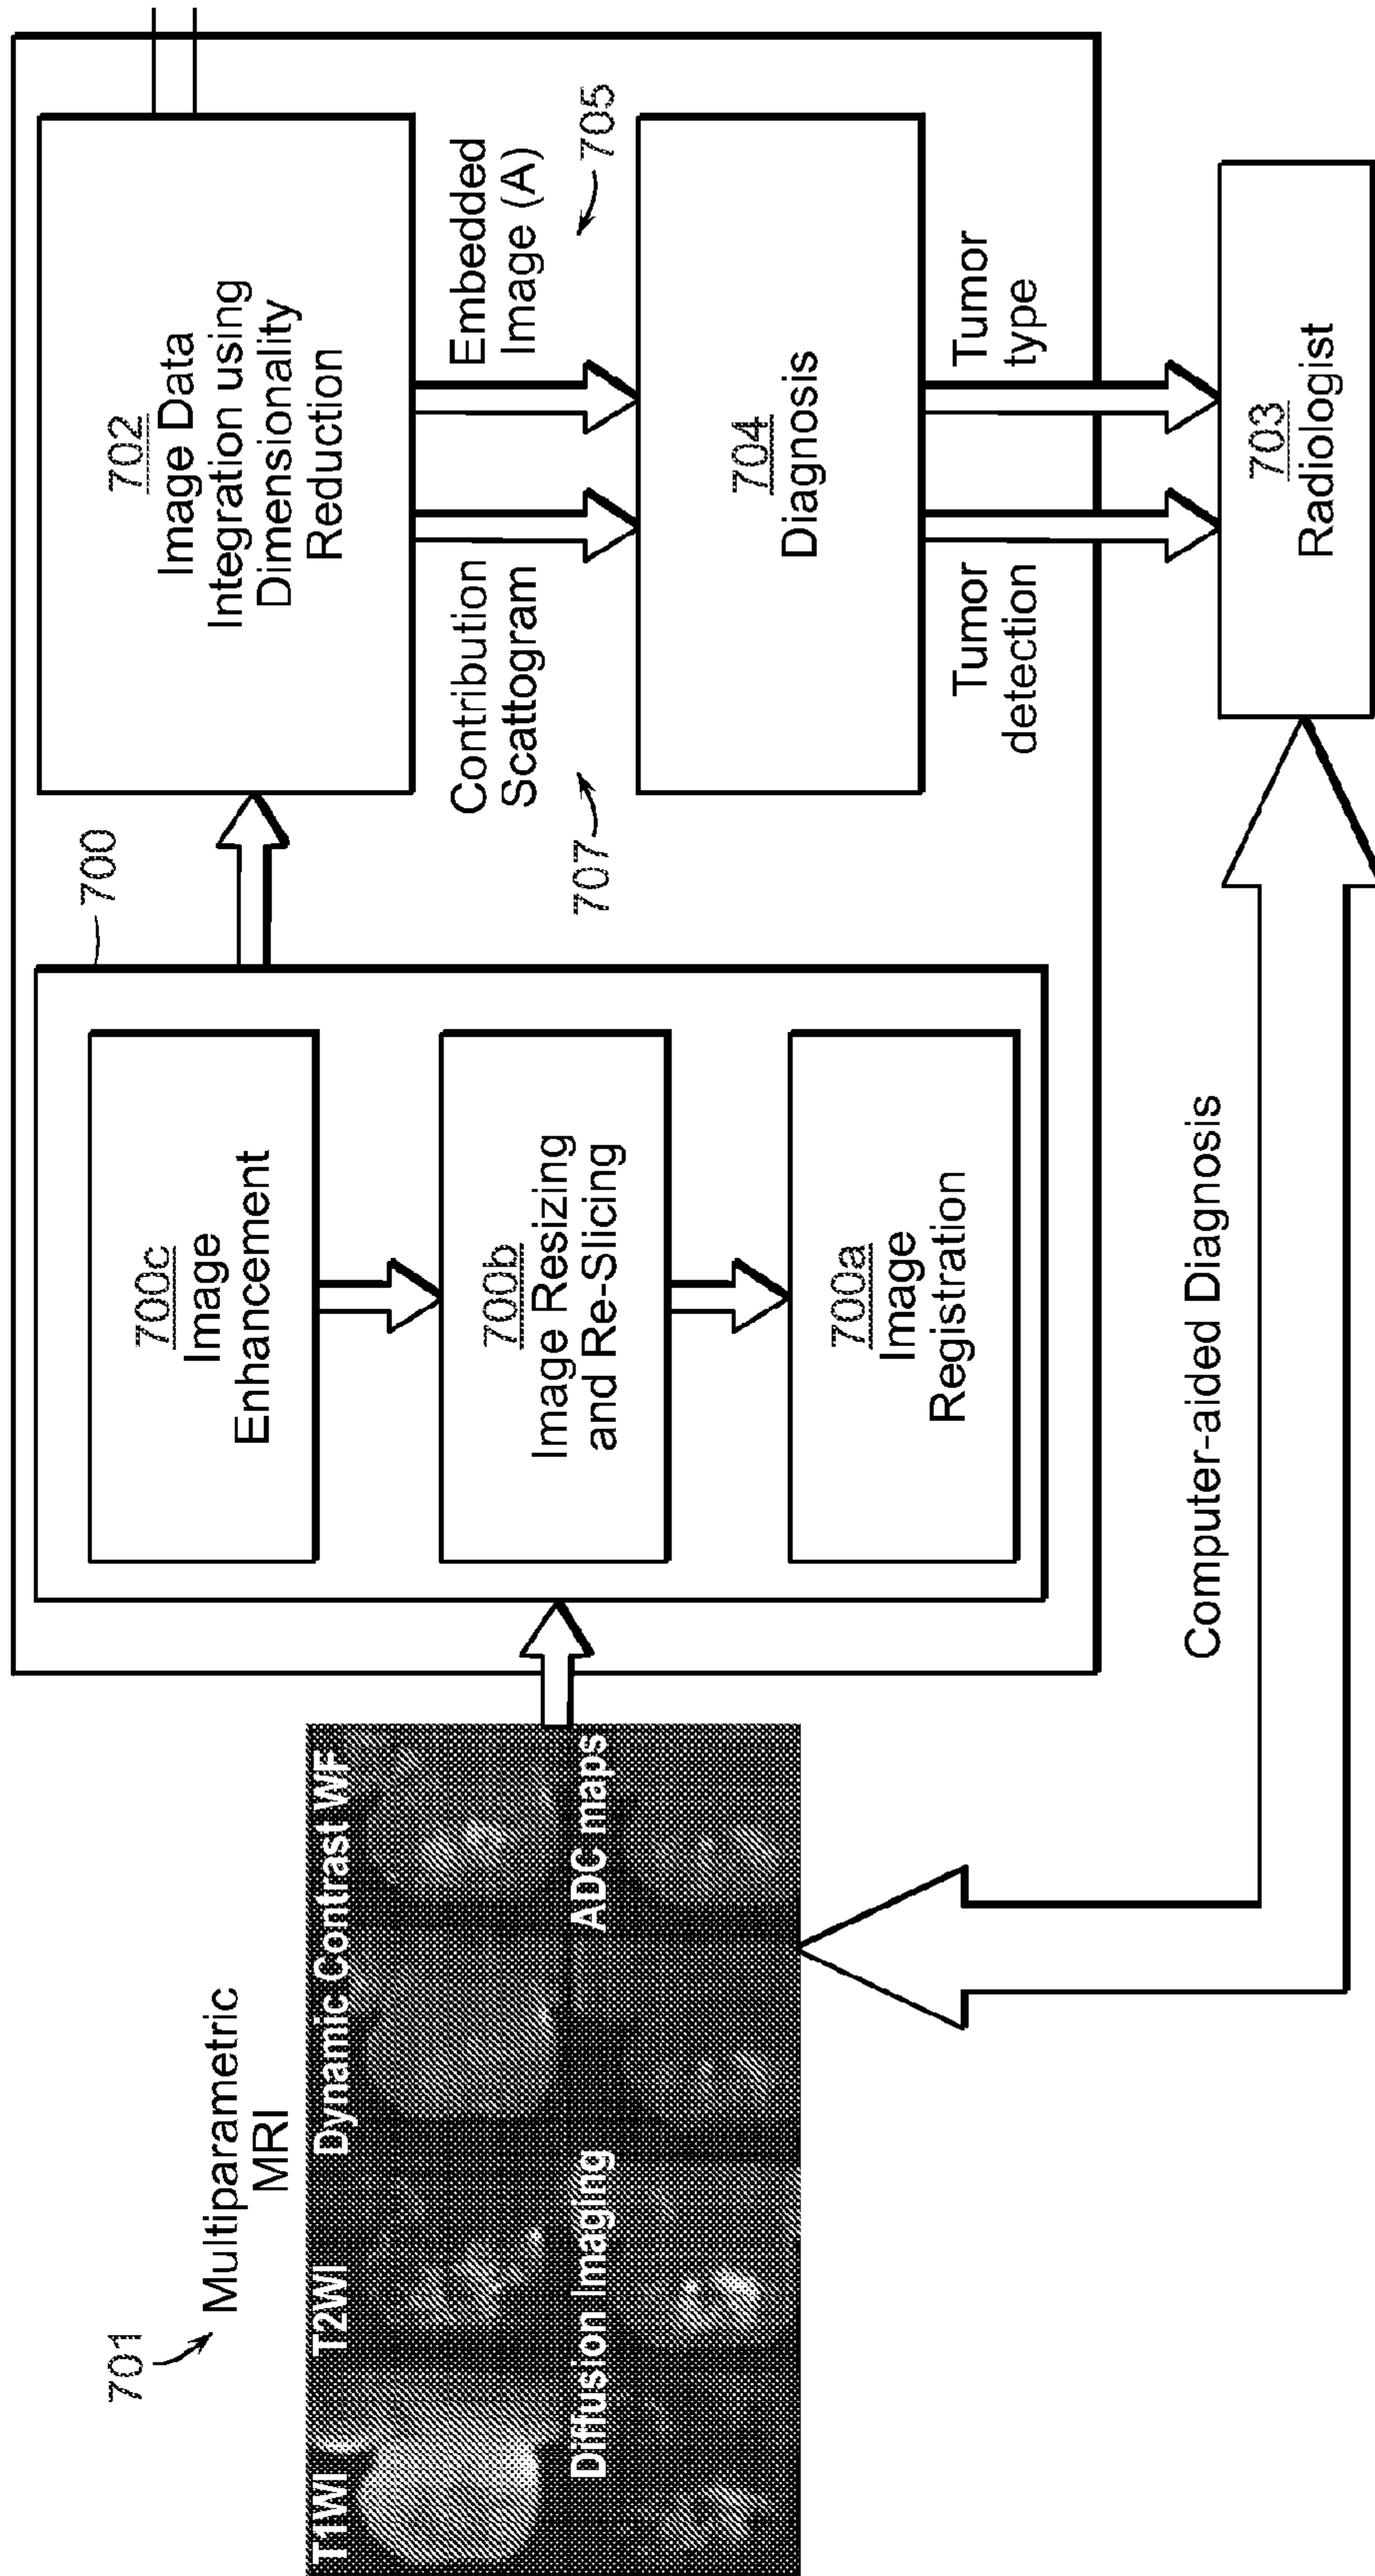 701
Multiparametric
MRI
T1WI
T2WI
Dynamic Contrast WF
Diffusion Imaging
ADC maps
700
700c
Image
Enhancement
700b
Image Resizing
and Re-Slicing
700a
Image
Registration
702
Image Data
Integration using
Dimensionality
Reduction
Contribution
Scattogram
707
Embedded
Image (A)
705
704
Diagnosis
Tumor
detection
Tumor
type
703
Radiologist
Computer-aided Diagnosis